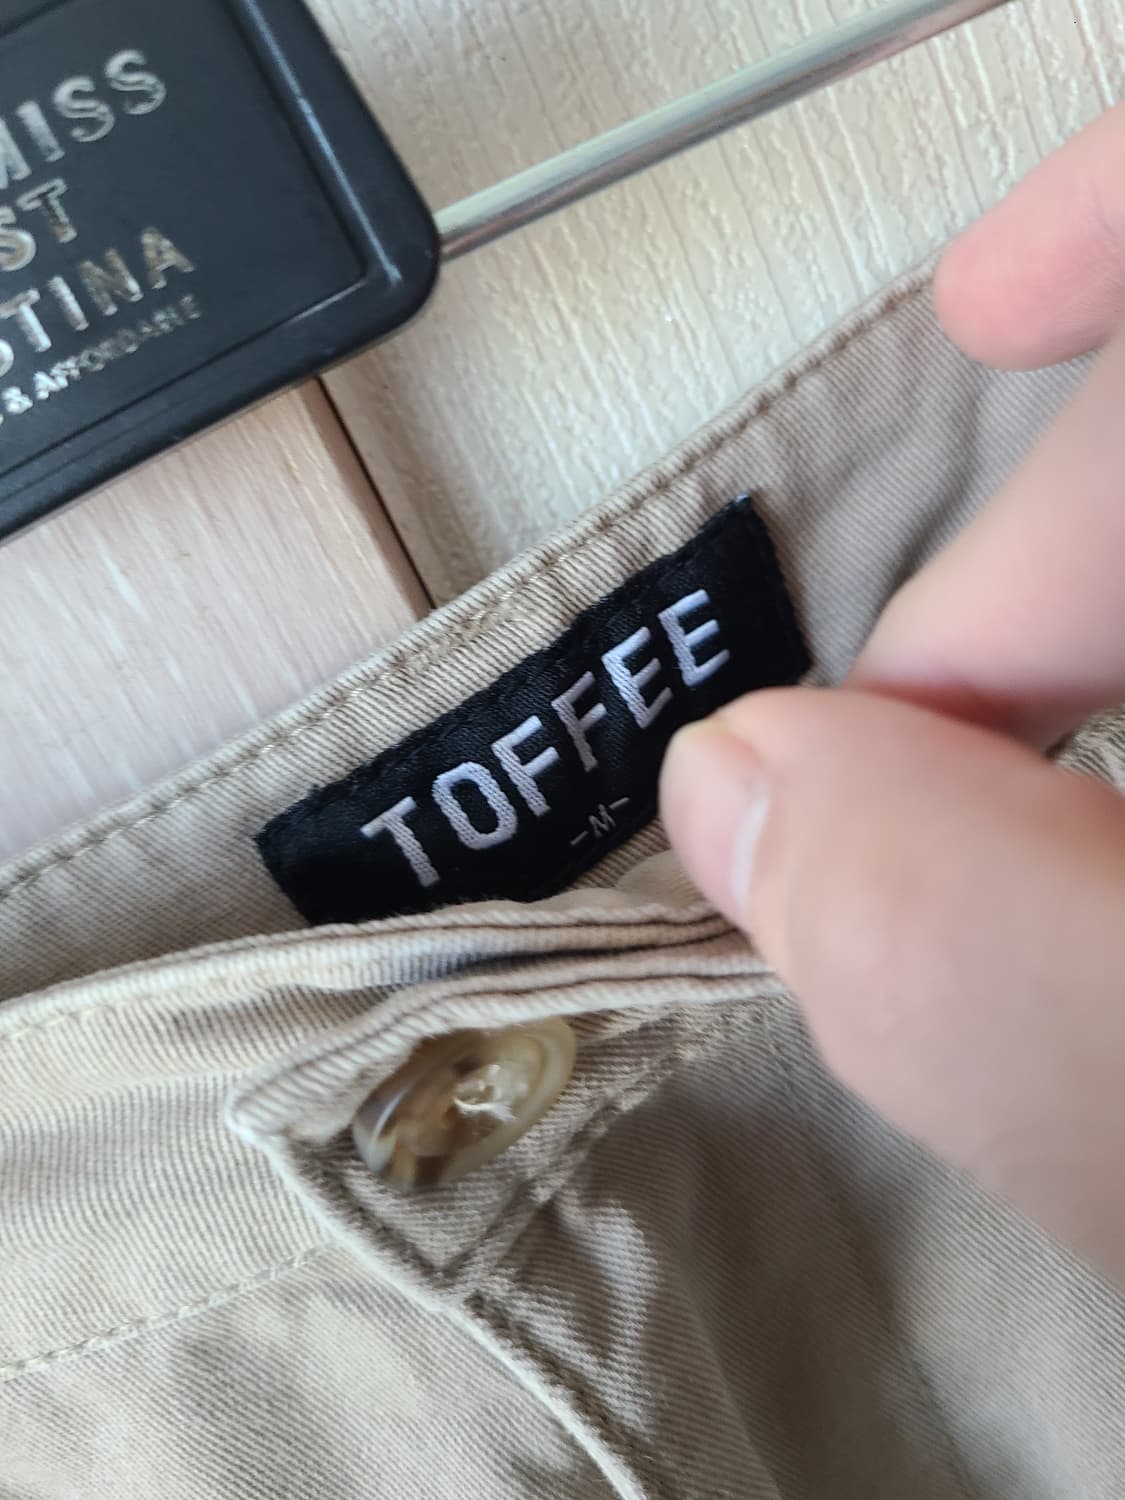 MISS
ST
STINA
& AFFORDABLE
TOFFEE
-M-